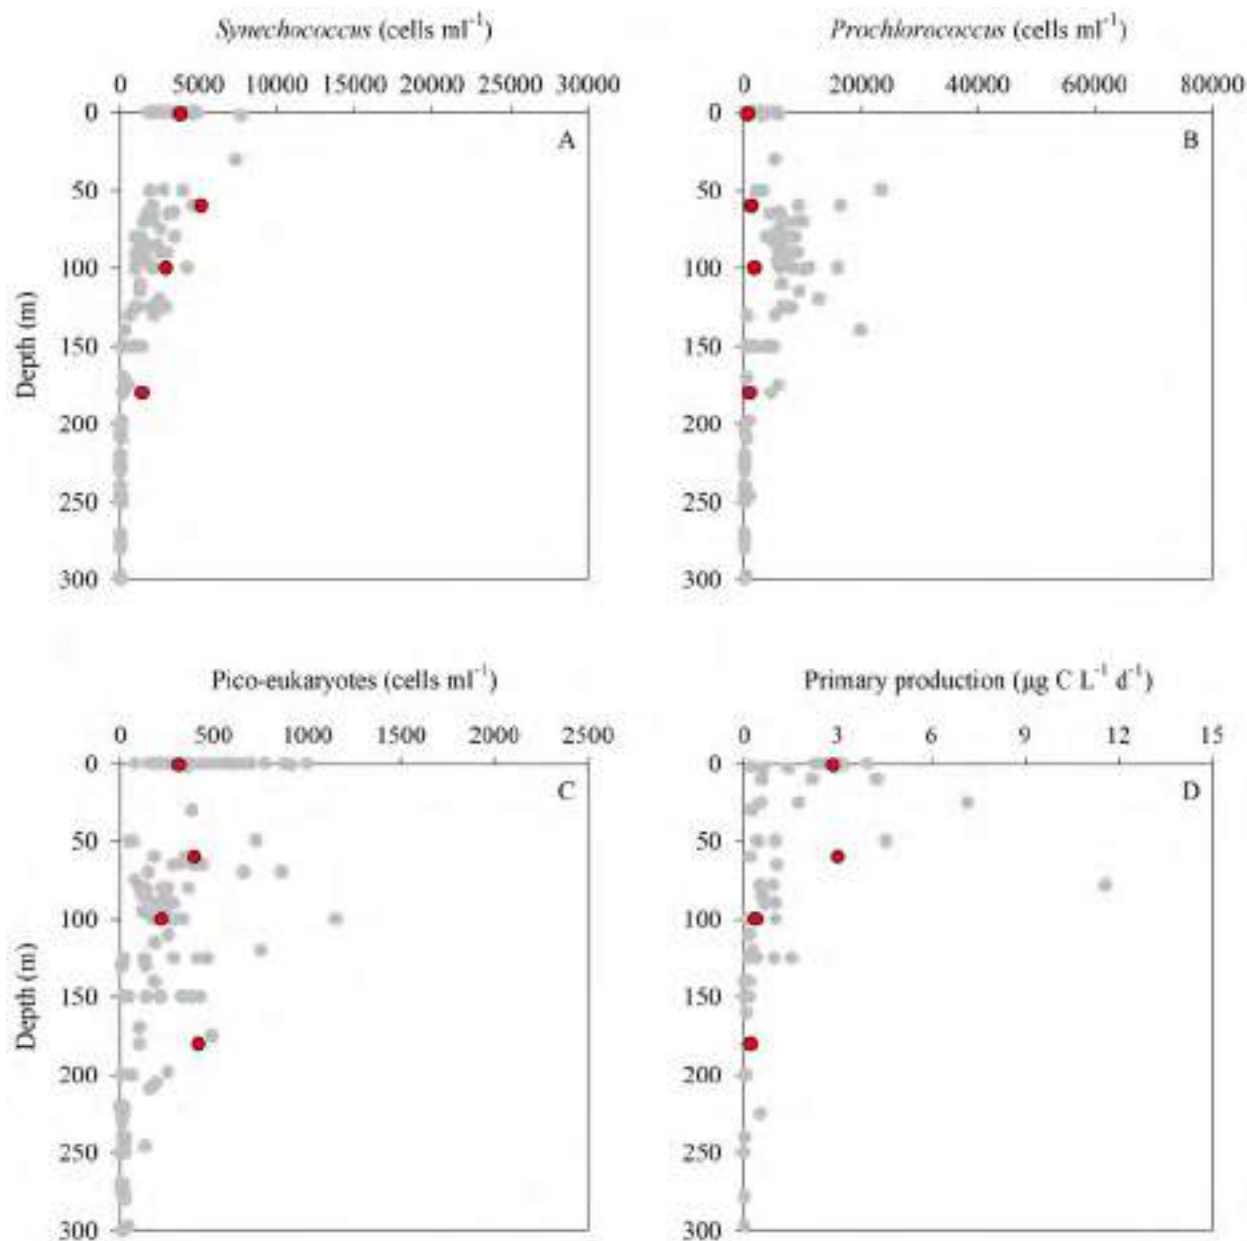 Synechococcus (cells ml⁻¹)
0 5000 10000 15000 20000 25000 30000
0
50
100
150
200
250
300
Depth (m)
A
Prochlorococcus (cells ml⁻¹)
0 20000 40000 60000 80000
0
50
100
150
200
250
300
B
Pico-eukaryotes (cells ml⁻¹)
0 500 1000 1500 2000 2500
0
50
100
150
200
250
300
Depth (m)
C
Primary production (µg C L⁻¹ d⁻¹)
0 3 6 9 12 15
0
50
100
150
200
250
300
D